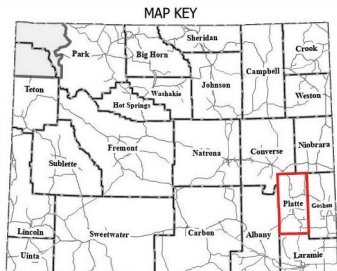 MAP KEY
Sheridan
Park
Big Horn
Crook
Campbell
Teton
Washakie
Johnson
Weston
Hot Springs
Niobrara
Fremont
Natrona
Converse
Sublette
Platte
Goshen
Lincoln
Sweetwater
Carbon
Albany
Laramie
Uinta